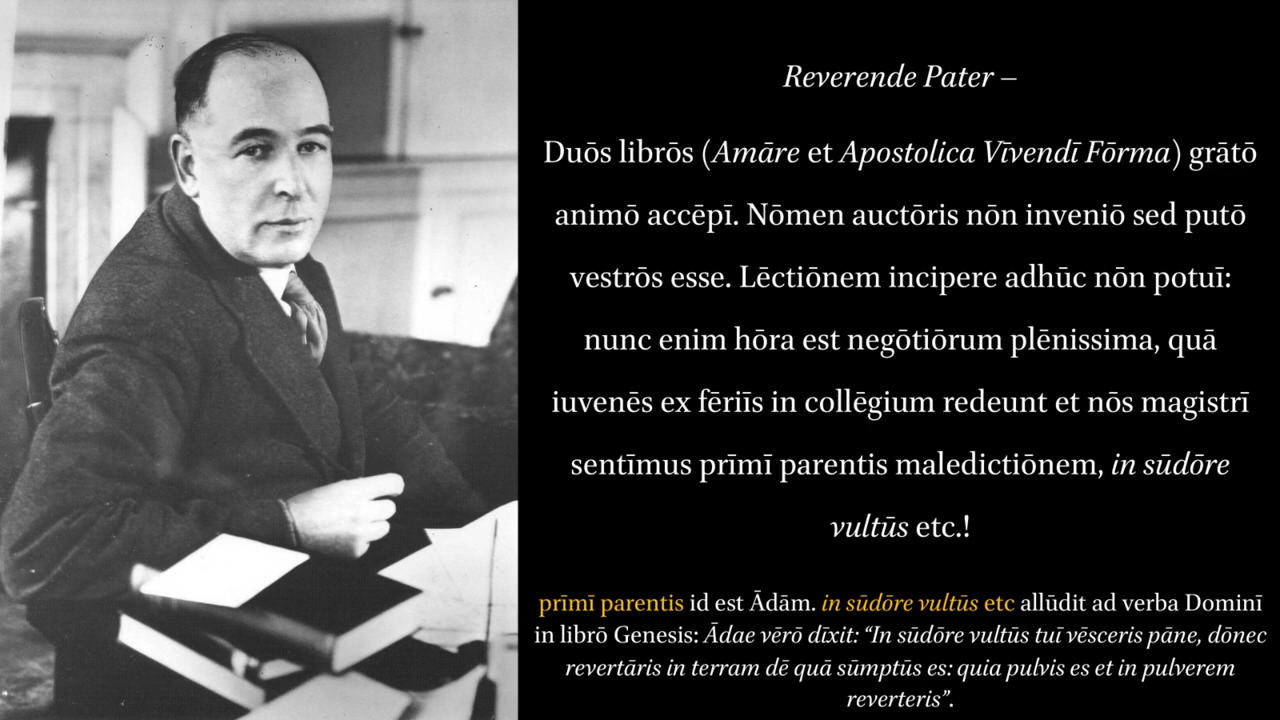 Reverende Pater –
Duōs librōs (Amāre et Apostolica Vīvendī Fōrma) grātō
animō accēpī. Nōmen auctōris nōn inveniō sed putō
vestrōs esse. Lēctiōnem incipere adhūc nōn potuī:
nunc enim hōra est negōtiōrum plēnissima, quā
iuvenēs ex fēriīs in collēgium redeunt et nōs magistrī
sentīmus prīmī parentis maledictiōnem, in sūdōre
vultūs etc.!
prīmī parentis id est Ādām. in sūdōre vultūs etc allūdit ad verba Dominī
in librō Genesis: Ādae vērō dīxit: “In sūdōre vultūs tuī vēsceris pāne, dōnec
revertāris in terram dē quā sūmptūs es: quia pulvis es et in pulverem
reverteris”.